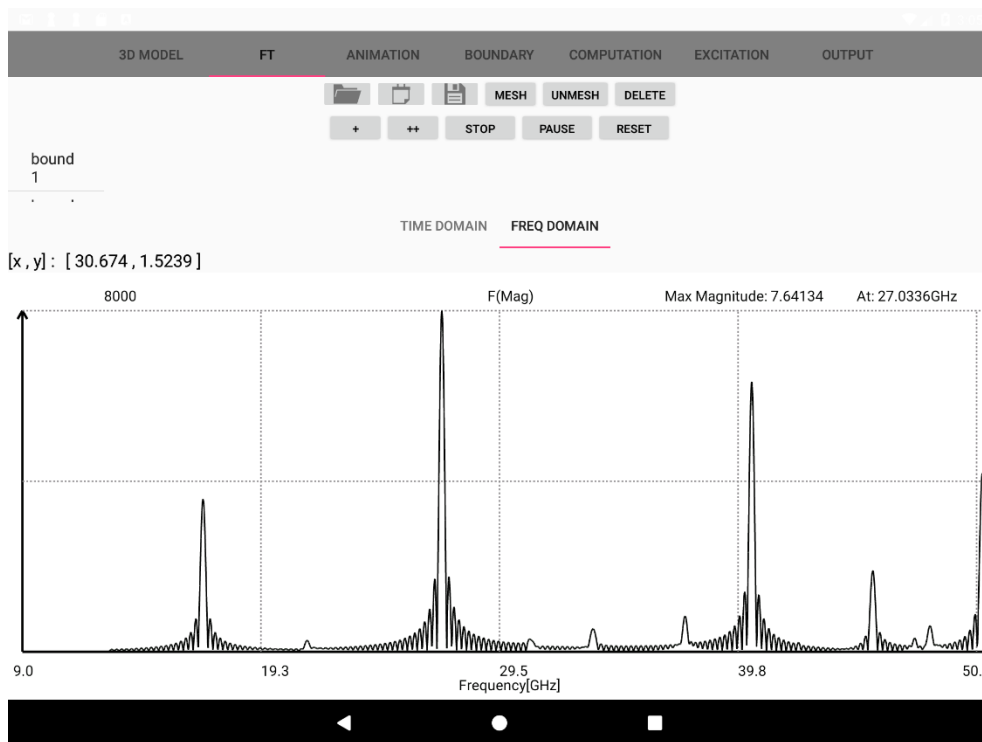 3D MODEL FT ANIMATION BOUNDARY COMPUTATION EXCITATION OUTPUT
MESH UNMESH DELETE
+ ++ STOP PAUSE RESET
bound
1
TIME DOMAIN FREQ DOMAIN
[x , y] : [ 30.674 , 1.5239 ]
8000 F(Mag) Max Magnitude: 7.64134 At: 27.0336GHz
9.0 19.3 29.5 39.8 50.
Frequency[GHz]